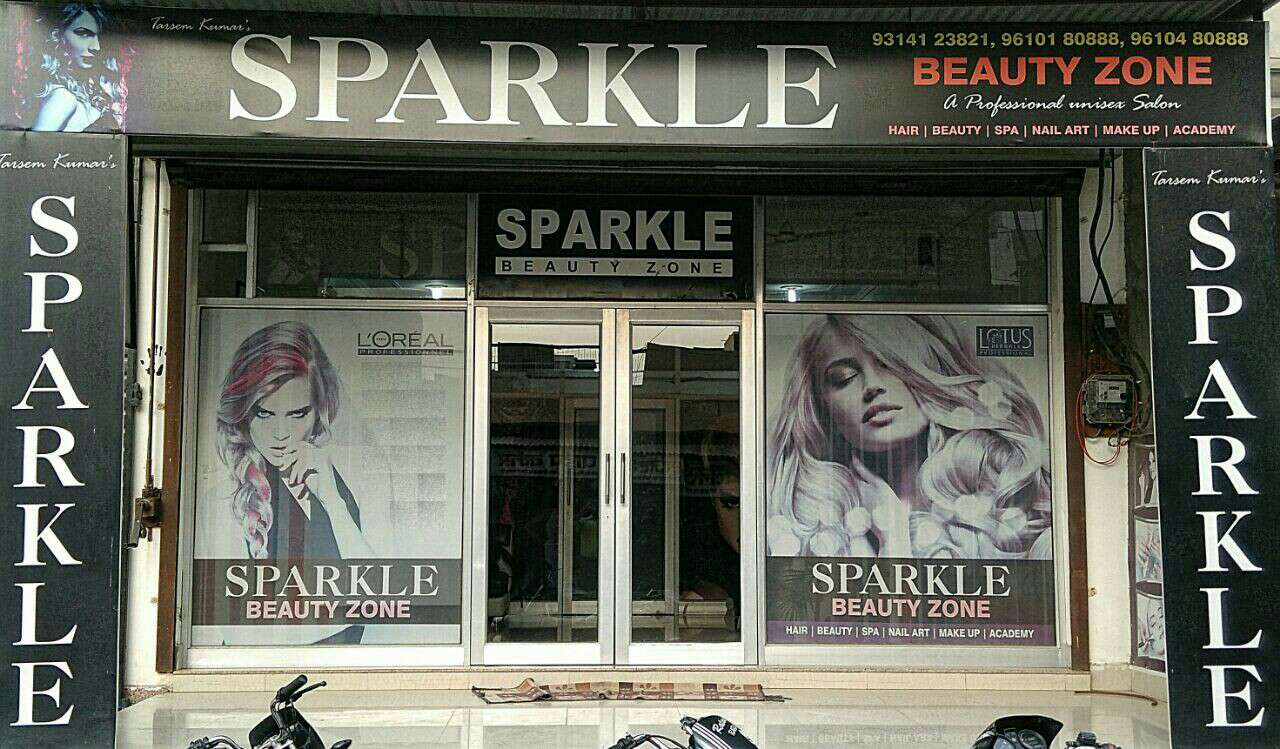 Tarsem Kumar's
SPARKLE
93141 23821, 96101 80888, 96104 80888
BEAUTY ZONE
A Professional unisex Salon
HAIR | BEAUTY | SPA | NAIL ART | MAKE UP | ACADEMY
Tarsem Kumar's
SPARKLE
SPARKLE
BEAUTY ZONE
L'ORÉAL
PROFESSIONNEL
SPARKLE
BEAUTY ZONE
LOTUS
HERBALS
PROFESSIONAL
SPARKLE
BEAUTY ZONE
HAIR | BEAUTY | SPA | NAIL ART | MAKE UP | ACADEMY
Tarsem Kumar's
SPARKLE